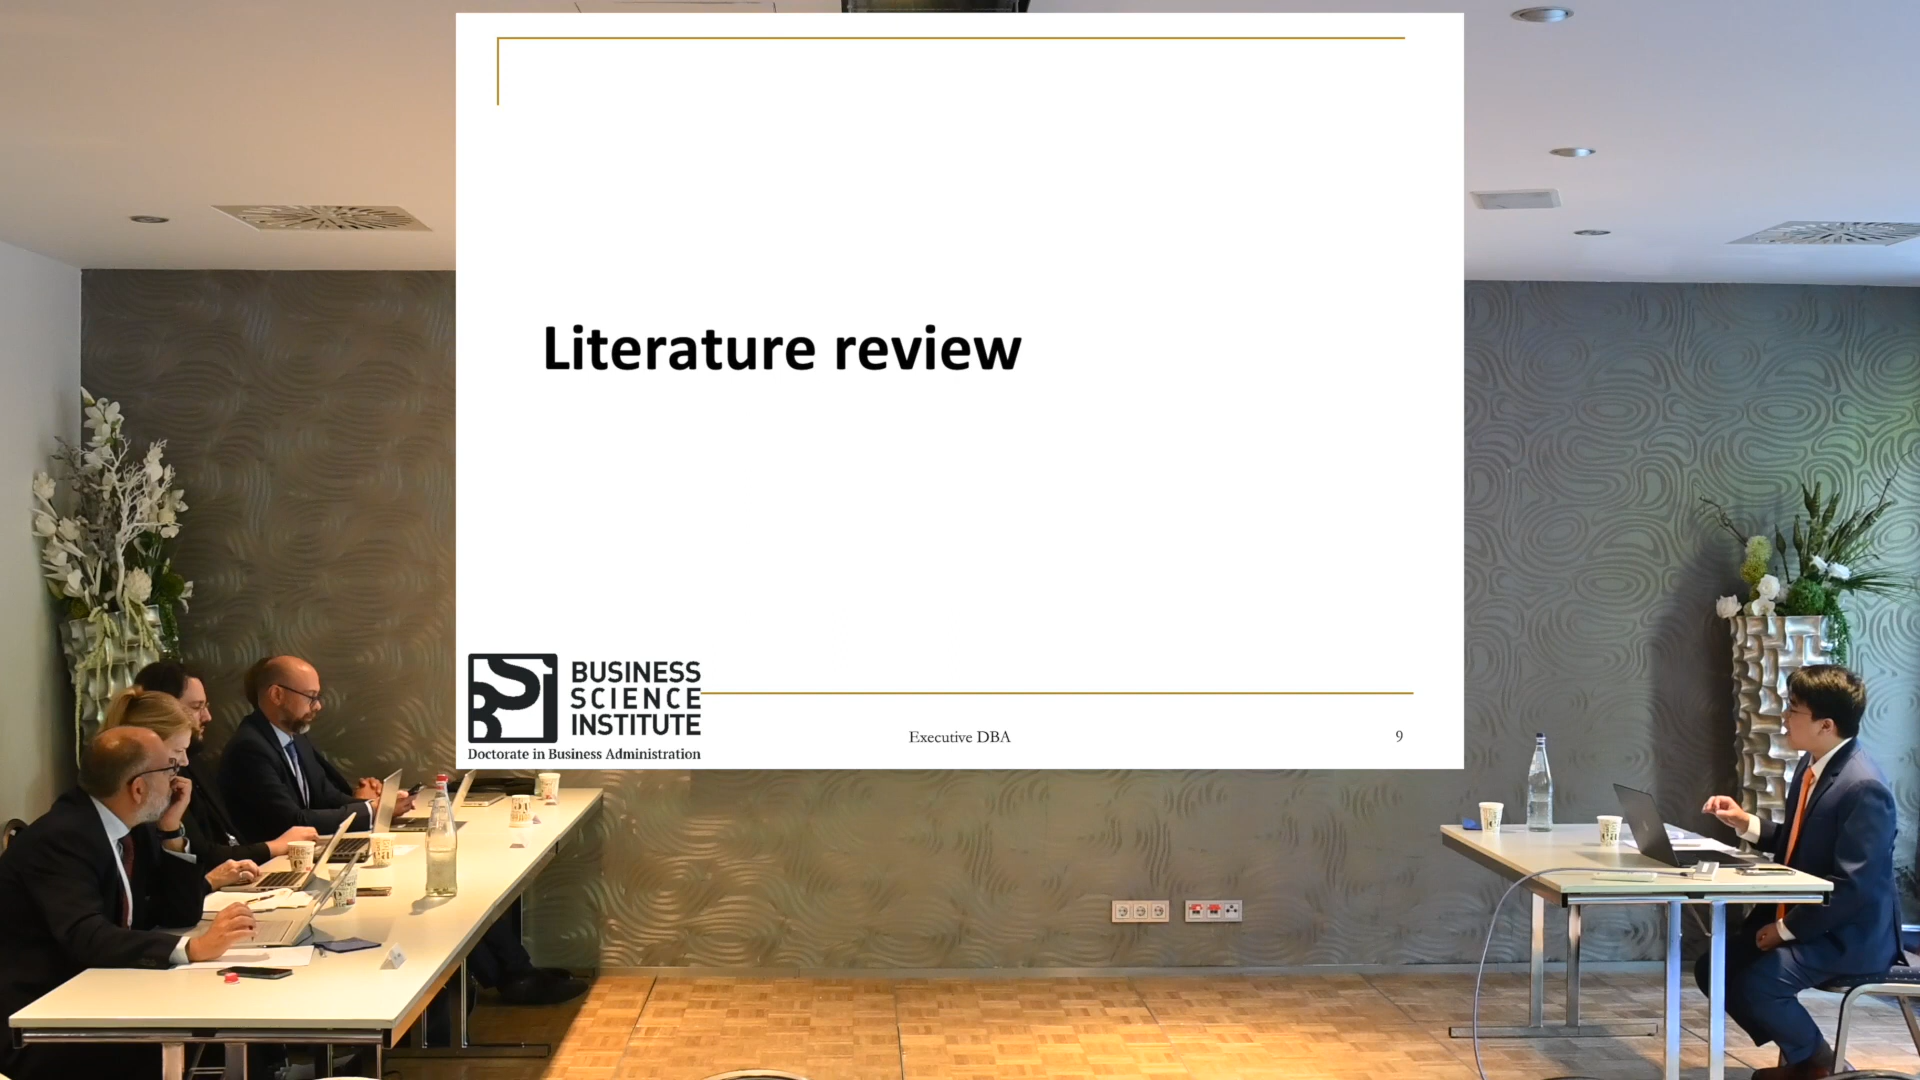 Literature review
BUSINESS
SCIENCE
INSTITUTE
Doctorate in Business Administration
Executive DBA
9